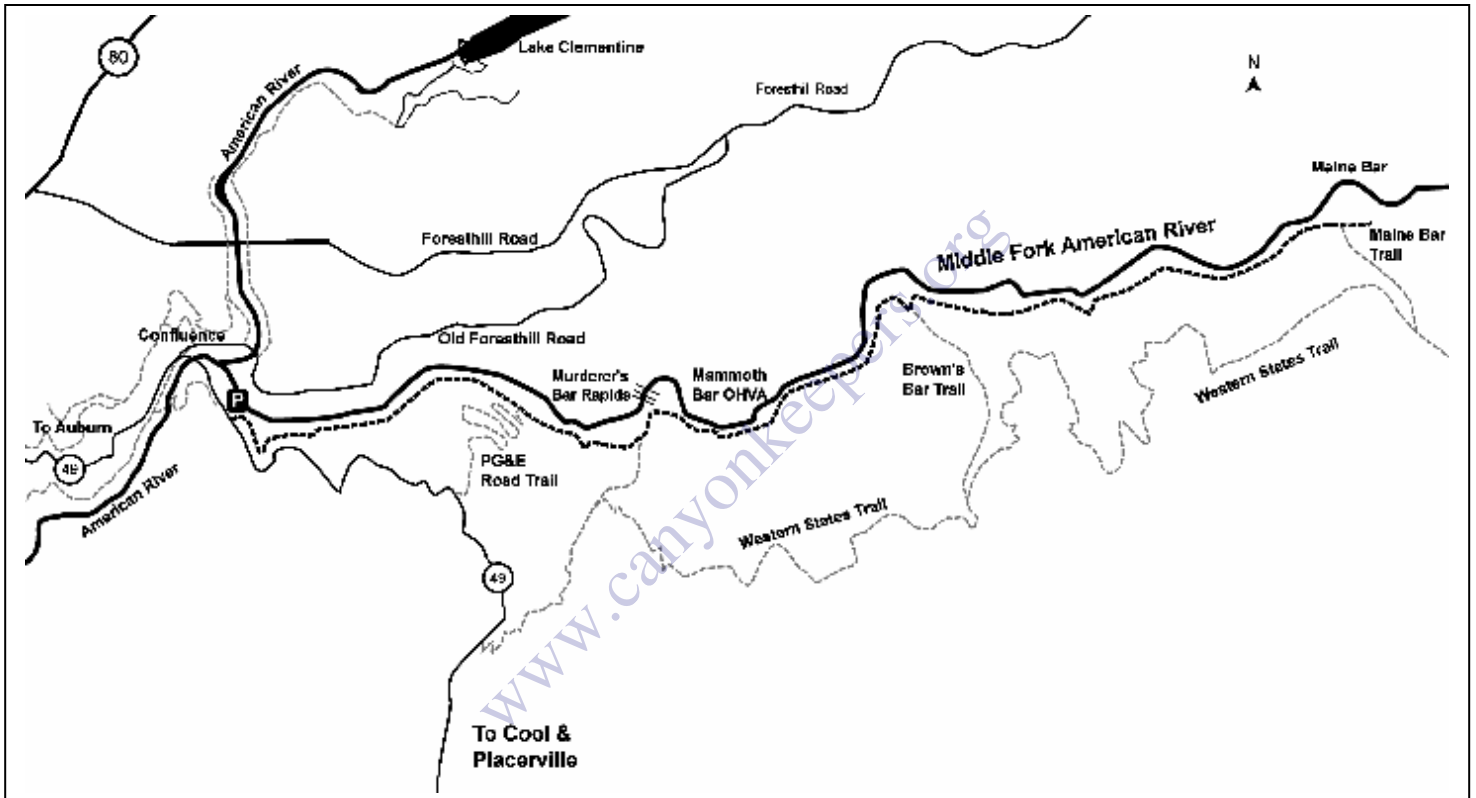 80
Lake Clementine
N
American River
Foresthill Road
Maine Bar
Middle Fork American River
Maine Bar
Trail
Foresthill Road
Confluence
Old Foresthill Road
Murderer's
Bar Rapids
Mammoth
Bar OHVA
Brown's
Bar Trail
Western States Trail
P
To Auburn
49
American River
PG&E
Road Trail
Western States Trail
49
To Cool &
Placerville
www.canyonkeepers.org